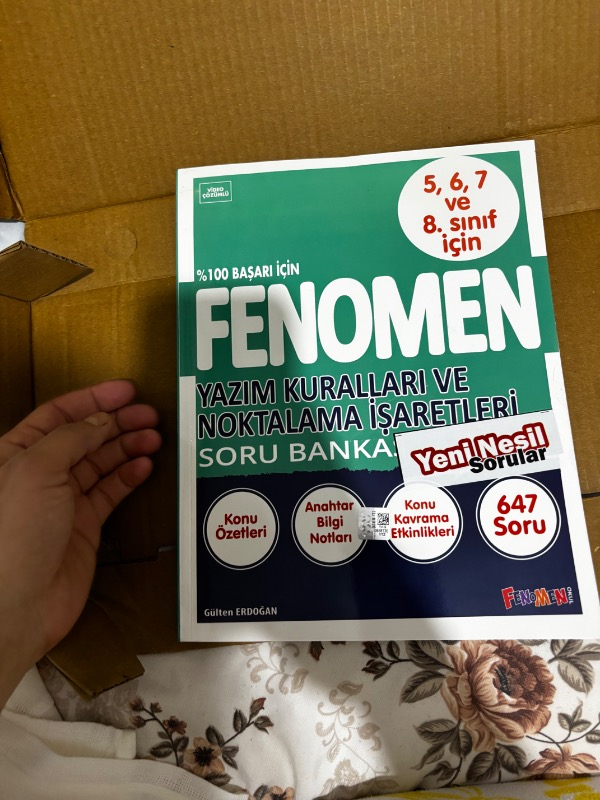 VİDEO
ÇÖZÜMLÜ
5, 6, 7
ve
8. sınıf
için
%100 BAŞARI İÇİN
FENOMEN
YAZIM KURALLARI VE
NOKTALAMA İŞARETLERİ
SORU BANKA
Yeni Nesil
Sorular
Konu
Özetleri
Anahtar
Bilgi
Notları
Konu
Kavrama
Etkinlikleri
647
Soru
Gülten ERDOĞAN
FENOMEN
OKUL